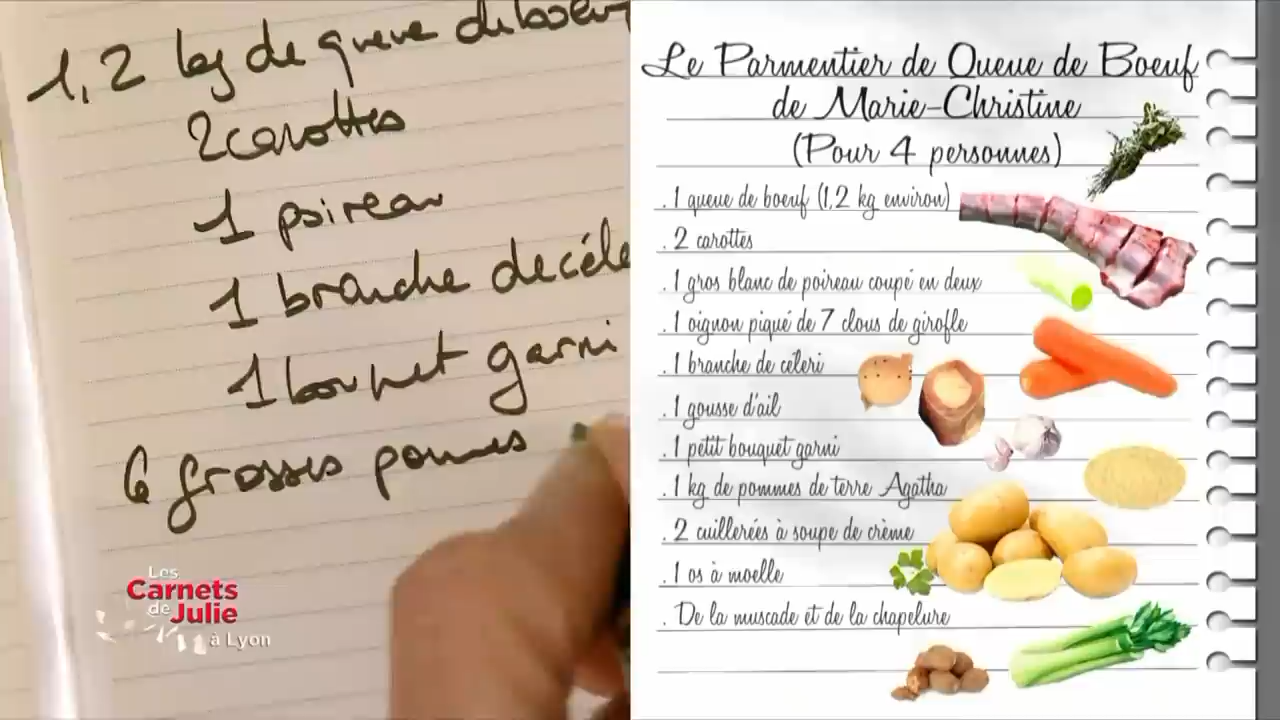 1,2 kg de queue de boeuf
2 carottes
1 poireau
1 branche de céle
1 bouquet garni
6 grosses pommes
Les
Carnets
de Julie
à Lyon
Le Parmentier de Queue de Boeuf
de Marie-Christine
(Pour 4 personnes)
. 1 queue de boeuf (1,2 kg environ)
. 2 carottes
. 1 gros blanc de poireau coupé en deux
. 1 oignon piqué de 7 clous de girofle
. 1 branche de céleri
. 1 gousse d'ail
. 1 petit bouquet garni
. 1 kg de pommes de terre Agatha
. 2 cuillerées à soupe de crème
. 1 os à moelle
. De la muscade et de la chapelure